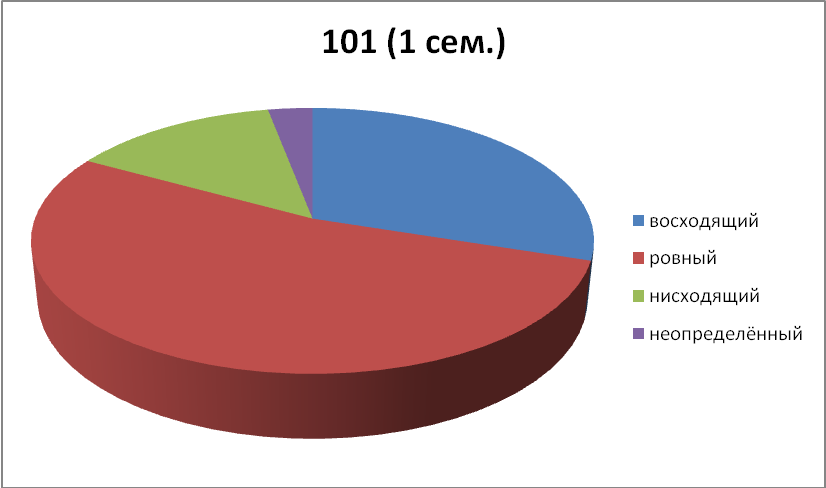 101 (1 сем.)
восходящий
ровный
нисходящий
неопределённый